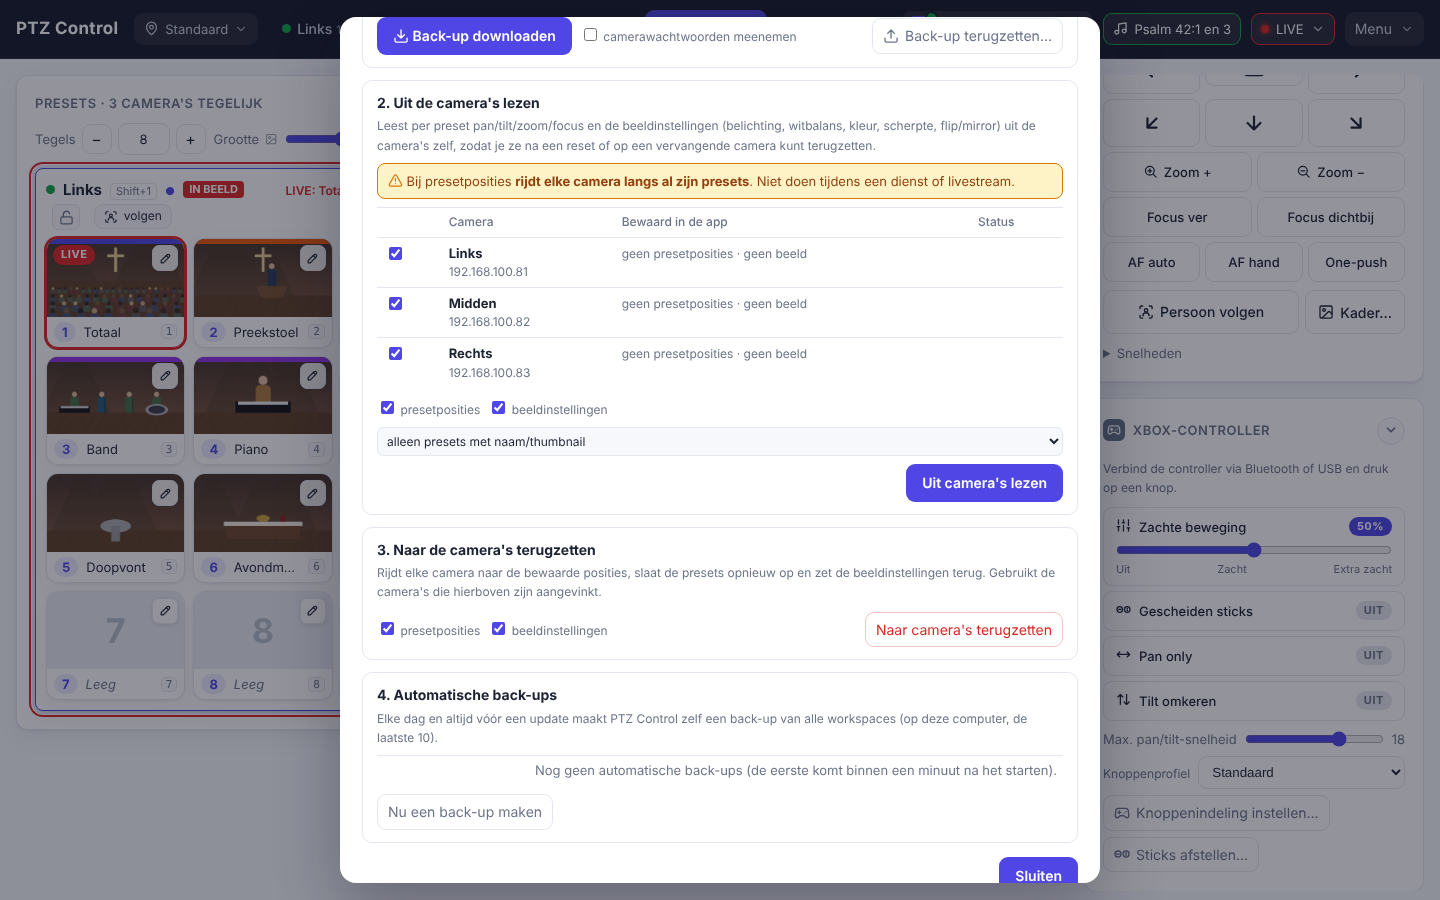 PTZ Control
Standaard
Links
Psalm 42:1 en 3
LIVE
Menu
PRESETS · 3 CAMERA'S TEGELIJK
Tegels
−
8
+
Grootte
Links
Shift+1
IN BEELD
LIVE:
volgen
LIVE
1 Totaal 1
2 Preekstoel 2
3 Band 3
4 Piano 4
5 Doopvont 5
6 Avondm... 6
7
8
7 Leeg 7
8 Leeg 8
Back-up downloaden
camerawachtwoorden meenemen
Back-up terugzetten...
2. Uit de camera's lezen
Leest per preset pan/tilt/zoom/focus en de beeldinstellingen (belichting, witbalans, kleur, scherpte, flip/mirror) uit de
camera's zelf, zodat je ze na een reset of op een vervangende camera kunt terugzetten.
Bij presetposities rijdt elke camera langs al zijn presets. Niet doen tijdens een dienst of livestream.
Camera Bewaard in de app Status
Links geen presetposities · geen beeld
192.168.100.81
Midden geen presetposities · geen beeld
192.168.100.82
Rechts geen presetposities · geen beeld
192.168.100.83
presetposities beeldinstellingen
alleen presets met naam/thumbnail
Uit camera's lezen
3. Naar de camera's terugzetten
Rijdt elke camera naar de bewaarde posities, slaat de presets opnieuw op en zet de beeldinstellingen terug. Gebruikt de
camera's die hierboven zijn aangevinkt.
presetposities beeldinstellingen
Naar camera's terugzetten
4. Automatische back-ups
Elke dag en altijd vóór een update maakt PTZ Control zelf een back-up van alle workspaces (op deze computer, de
laatste 10).
Nog geen automatische back-ups (de eerste komt binnen een minuut na het starten).
Nu een back-up maken
Sluiten
Zoom +
Zoom −
Focus ver
Focus dichtbij
AF auto
AF hand
One-push
Persoon volgen
Kader...
Snelheden
XBOX-CONTROLLER
Verbind de controller via Bluetooth of USB en druk
op een knop.
Zachte beweging 50%
Uit Zacht Extra zacht
Gescheiden sticks UIT
Pan only UIT
Tilt omkeren UIT
Max. pan/tilt-snelheid 18
Knoppenprofiel Standaard
Knoppenindeling instellen...
Sticks afstellen...